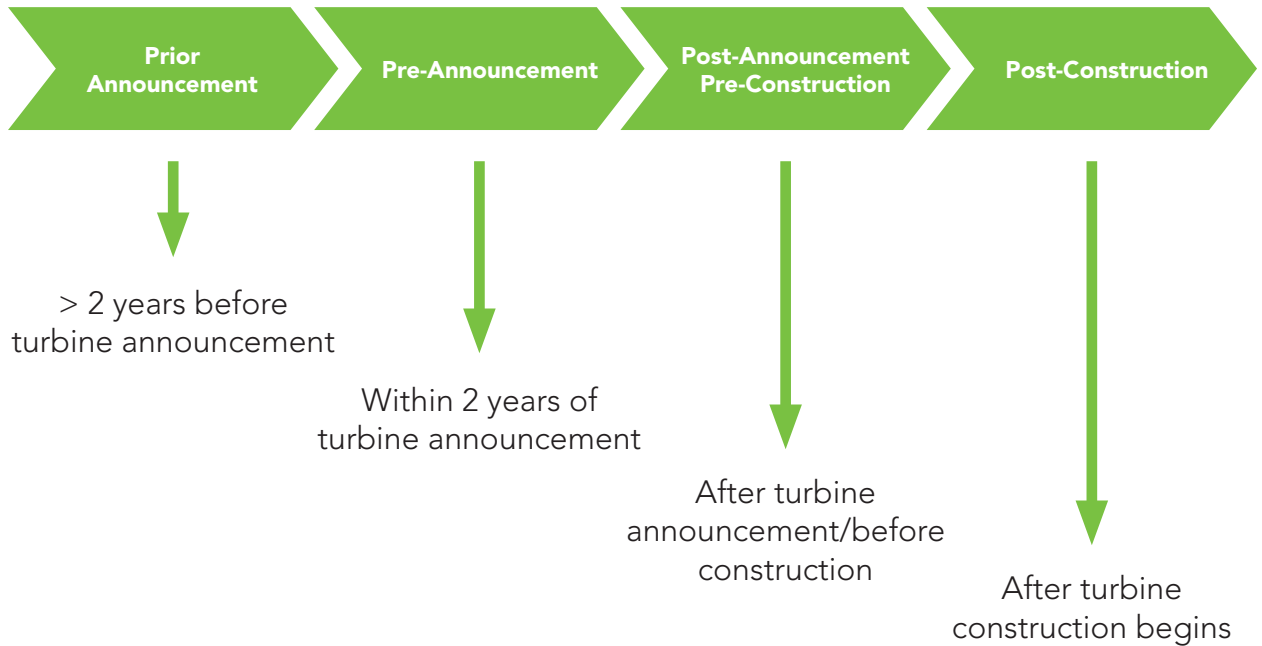 Prior
Announcement
Pre-Announcement
Post-Announcement
Pre-Construction
Post-Construction
> 2 years before
turbine announcement
Within 2 years of
turbine announcement
After turbine
announcement/before
construction
After turbine
construction begins